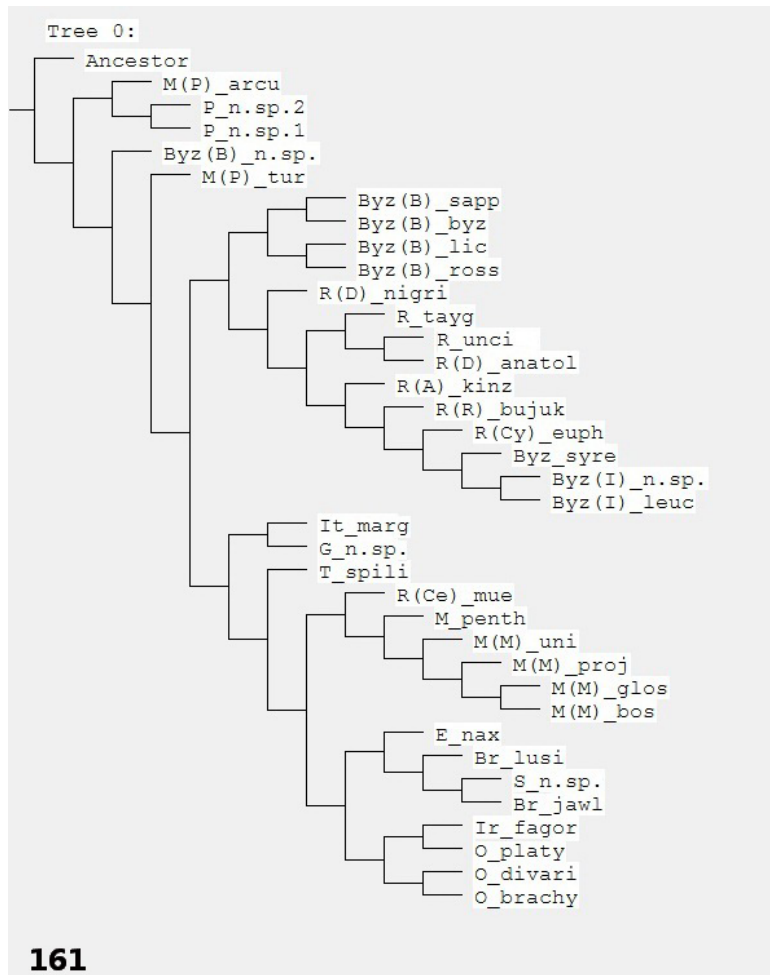 Tree 0:
Ancestor
M(P)_arcu
P_n.sp.2
P_n.sp.1
Byz(B)_n.sp.
M(P)_tur
Byz(B)_sapp
Byz(B)_byz
Byz(B)_lic
Byz(B)_ross
R(D)_nigri
R_tayg
R_unci
R(D)_anatol
R(A)_kinz
R(R)_bujuk
R(Cy)_euph
Byz_syre
Byz(I)_n.sp.
Byz(I)_leuc
It_marg
G_n.sp.
T_spili
R(Ce)_mue
M_penth
M(M)_uni
M(M)_proj
M(M)_glos
M(M)_bos
E_nax
Br_lusi
S_n.sp.
Br_jawl
Ir_fagor
O_platy
O_divari
O_brachy
161